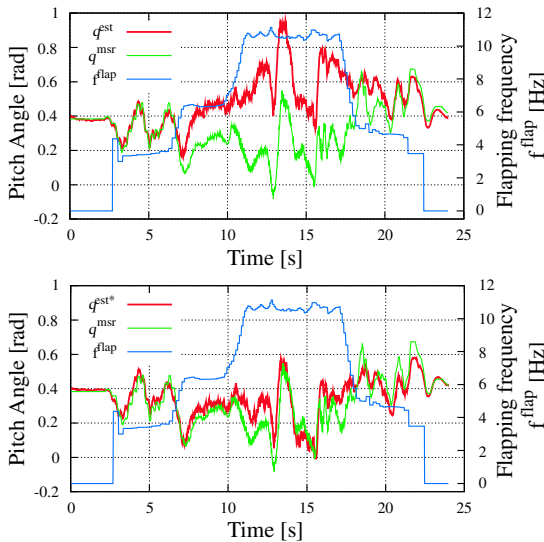 1
0.8
0.6
0.4
0.2
0
-0.2
Pitch Angle [rad]
q^est
q^msr
f^flap
12
10
8
6
4
2
0
Flapping frequency
f^flap [Hz]
0 5 10 15 20 25
Time [s]
1
0.8
0.6
0.4
0.2
0
-0.2
Pitch Angle [rad]
q^est*
q^msr
f^flap
12
10
8
6
4
2
0
Flapping frequency
f^flap [Hz]
0 5 10 15 20 25
Time [s]